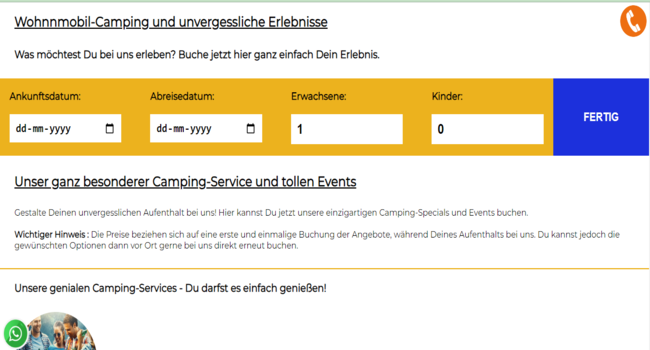 Wohnnmobil-Camping und unvergessliche Erlebnisse
Was möchtest Du bei uns erleben? Buche jetzt hier ganz einfach Dein Erlebnis.
Ankunftsdatum: Abreisedatum: Erwachsene: Kinder:
dd-mm-yyyy dd-mm-yyyy 1 0 FERTIG
Unser ganz besonderer Camping-Service und tollen Events
Gestalte Deinen unvergesslichen Aufenthalt bei uns! Hier kannst Du jetzt unsere einzigartigen Camping-Specials und Events buchen.
Wichtiger Hinweis : Die Preise beziehen sich auf eine erste und einmalige Buchung der Angebote, während Deines Aufenthalts bei uns. Du kannst jedoch die
gewünschten Optionen dann vor Ort gerne bei uns direkt erneut buchen.
Unsere genialen Camping-Services - Du darfst es einfach genießen!